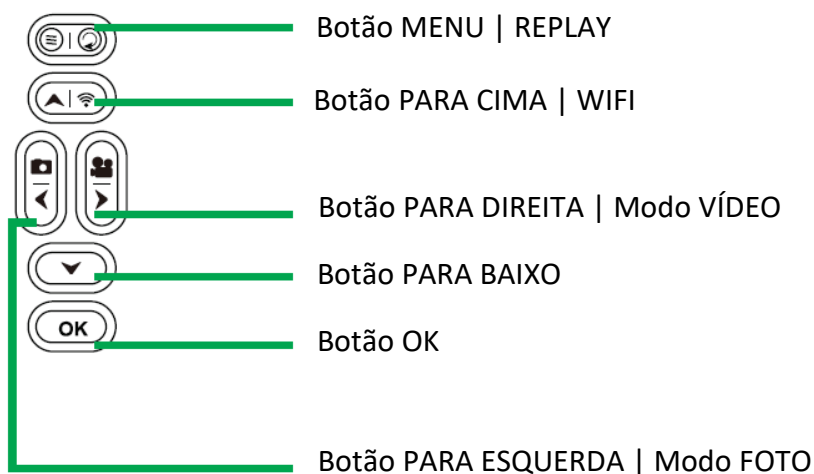 Botão MENU | REPLAY
Botão PARA CIMA | WIFI
Botão PARA DIREITA | Modo VÍDEO
Botão PARA BAIXO
OK
Botão OK
Botão PARA ESQUERDA | Modo FOTO